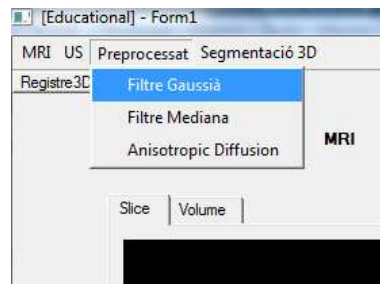 [Educational] - Form1
MRI US Preprocessat Segmentació 3D
Registre3D
Filtre Gaussià
Filtre Mediana
Anisotropic Diffusion
MRI
Slice Volume